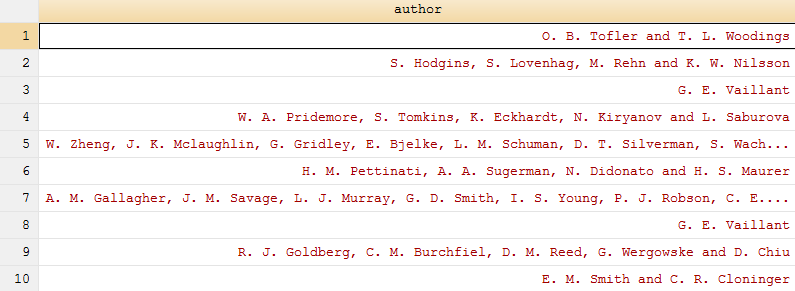 author
1 O. B. Tofler and T. L. Woodings
2 S. Hodgins, S. Lovenhag, M. Rehn and K. W. Nilsson
3 G. E. Vaillant
4 W. A. Pridemore, S. Tomkins, K. Eckhardt, N. Kiryanov and L. Saburova
5 W. Zheng, J. K. Mclaughlin, G. Gridley, E. Bjelke, L. M. Schuman, D. T. Silverman, S. Wach...
6 H. M. Pettinati, A. A. Sugerman, N. Didonato and H. S. Maurer
7 A. M. Gallagher, J. M. Savage, L. J. Murray, G. D. Smith, I. S. Young, P. J. Robson, C. E....
8 G. E. Vaillant
9 R. J. Goldberg, C. M. Burchfiel, D. M. Reed, G. Wergowske and D. Chiu
10 E. M. Smith and C. R. Cloninger